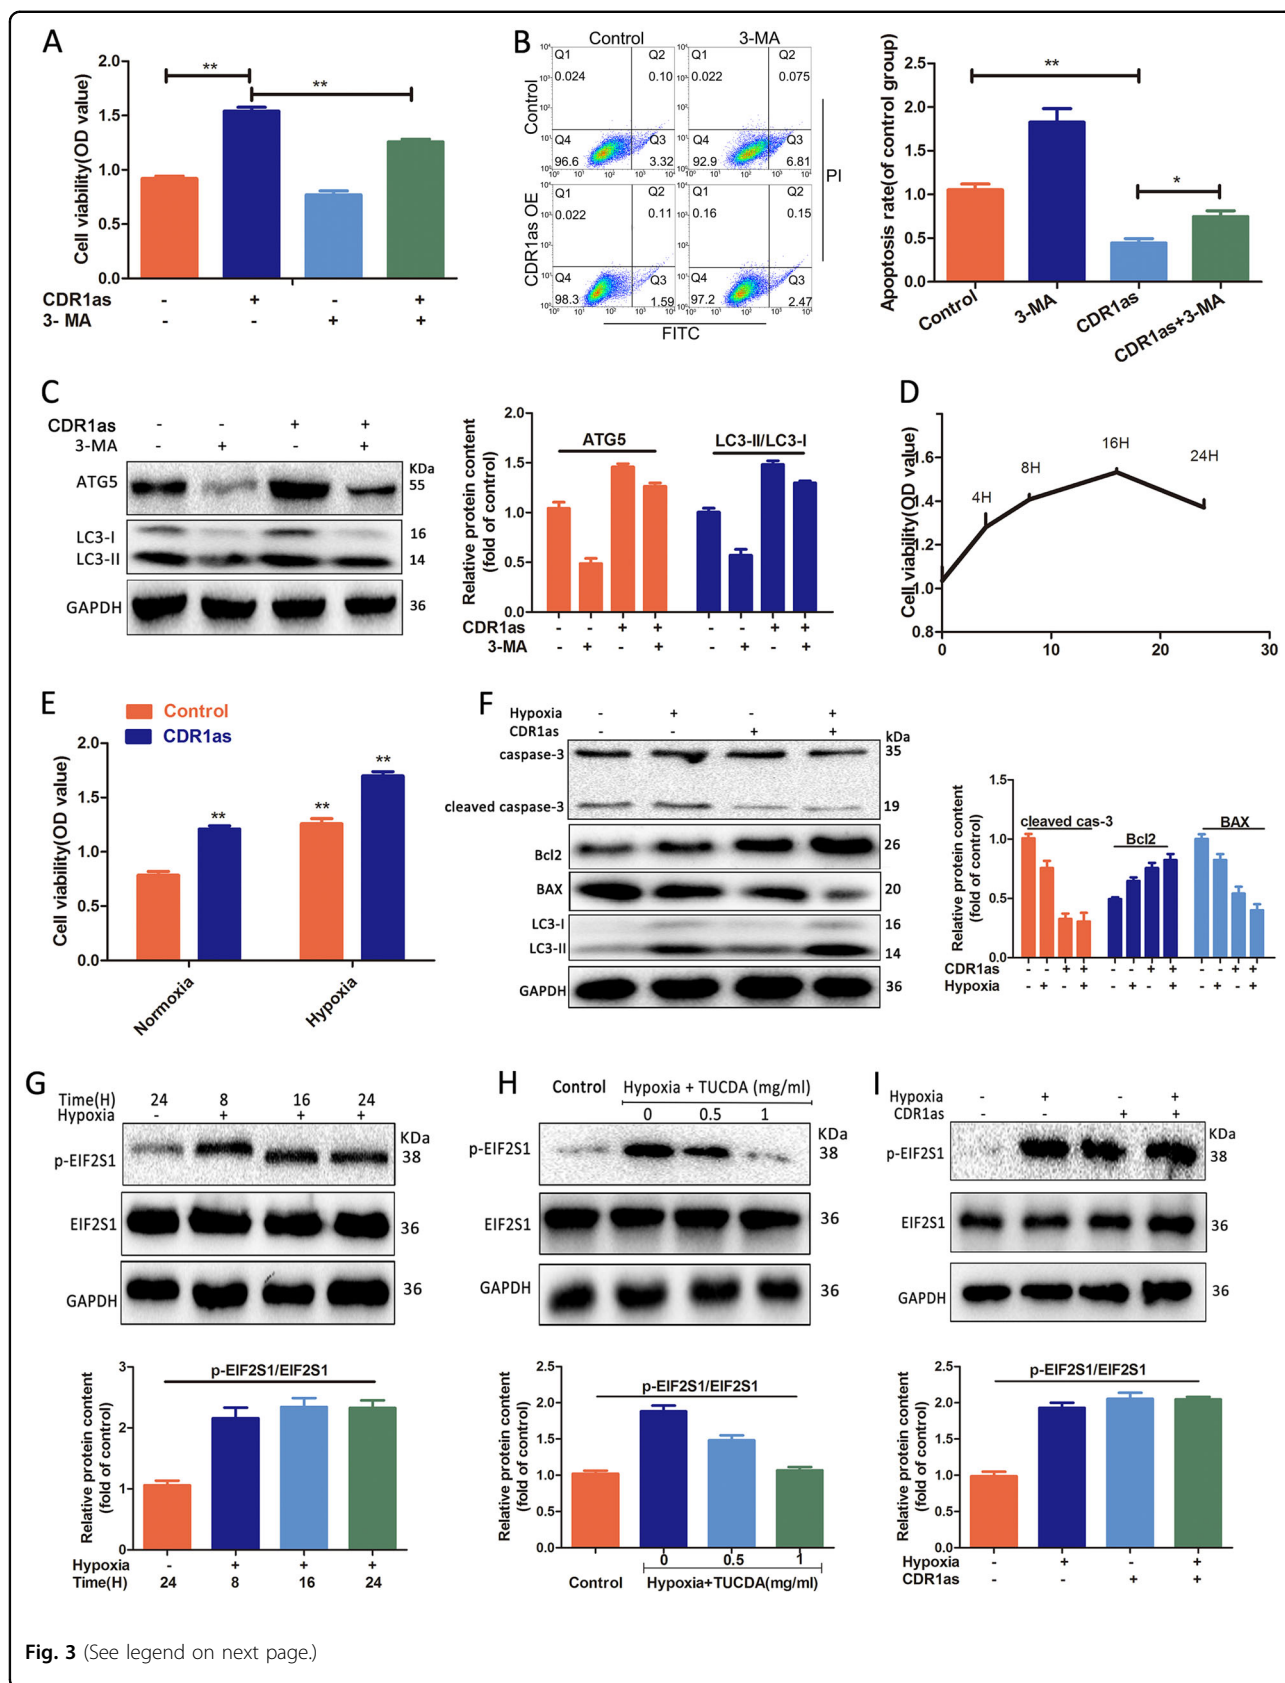 A
Cell viability(OD value)
2.0
1.5
1.0
0.5
0.0
**
**
CDR1as - + - +
3- MA - - + +
B
Control 3-MA
Control
CDR1as OE
Q1 0.024 Q2 0.10
Q4 96.6 Q3 3.32
Q1 0.022 Q2 0.075
Q4 92.9 Q3 6.81
Q1 0.022 Q2 0.11
Q4 98.3 Q3 1.59
Q1 0.16 Q2 0.15
Q4 97.2 Q3 2.47
PI
FITC
Apoptosis rate(of control group)
2.5
2.0
1.5
1.0
0.5
0.0
**
*
Control 3-MA CDR1as CDR1as+3-MA
C
CDR1as - - + +
3-MA - + - +
KDa
ATG5 55
LC3-I 16
LC3-II 14
GAPDH 36
Relative protein content
(fold of control)
2.0
1.5
1.0
0.5
0.0
ATG5 LC3-II/LC3-I
CDR1as - - + + - - + +
3-MA - + - + - + - +
D
Cell viability(OD value)
1.6
1.4
1.2
1.0
0.8
4H 8H 16H 24H
0 10 20 30
E
Control
CDR1as
Cell viability(OD value)
2.0
1.5
1.0
0.5
0.0
** ** **
Normoxia Hypoxia
F
Hypoxia - + - +
CDR1as - - + +
kDa
caspase-3 35
cleaved caspase-3 19
Bcl2 26
BAX 20
LC3-I 16
LC3-II 14
GAPDH 36
Relative protein content
(fold of control)
1.5
1.0
0.5
0.0
cleaved cas-3 Bcl2 BAX
CDR1as - - + + - - + + - - + +
Hypoxia - + - + - + - + - + - +
G
Time(H) 24 8 16 24
Hypoxia - + + +
KDa
p-EIF2S1 38
EIF2S1 36
GAPDH 36
Relative protein content
(fold of control)
3
2
1
0
p-EIF2S1/EIF2S1
Hypoxia - + + +
Time(H) 24 8 16 24
H
Control Hypoxia + TUCDA (mg/ml)
0 0.5 1
KDa
p-EIF2S1 38
EIF2S1 36
GAPDH 36
Relative protein content
(fold of control)
2.5
2.0
1.5
1.0
0.5
0.0
p-EIF2S1/EIF2S1
0 0.5 1
Control Hypoxia+TUCDA(mg/ml)
I
Hypoxia - + - +
CDR1as - - + +
KDa
p-EIF2S1 38
EIF2S1 36
GAPDH 36
Relative protein content
(fold of control)
2.5
2.0
1.5
1.0
0.5
0.0
p-EIF2S1/EIF2S1
Hypoxia - + - +
CDR1as - - + +
Fig. 3 (See legend on next page.)